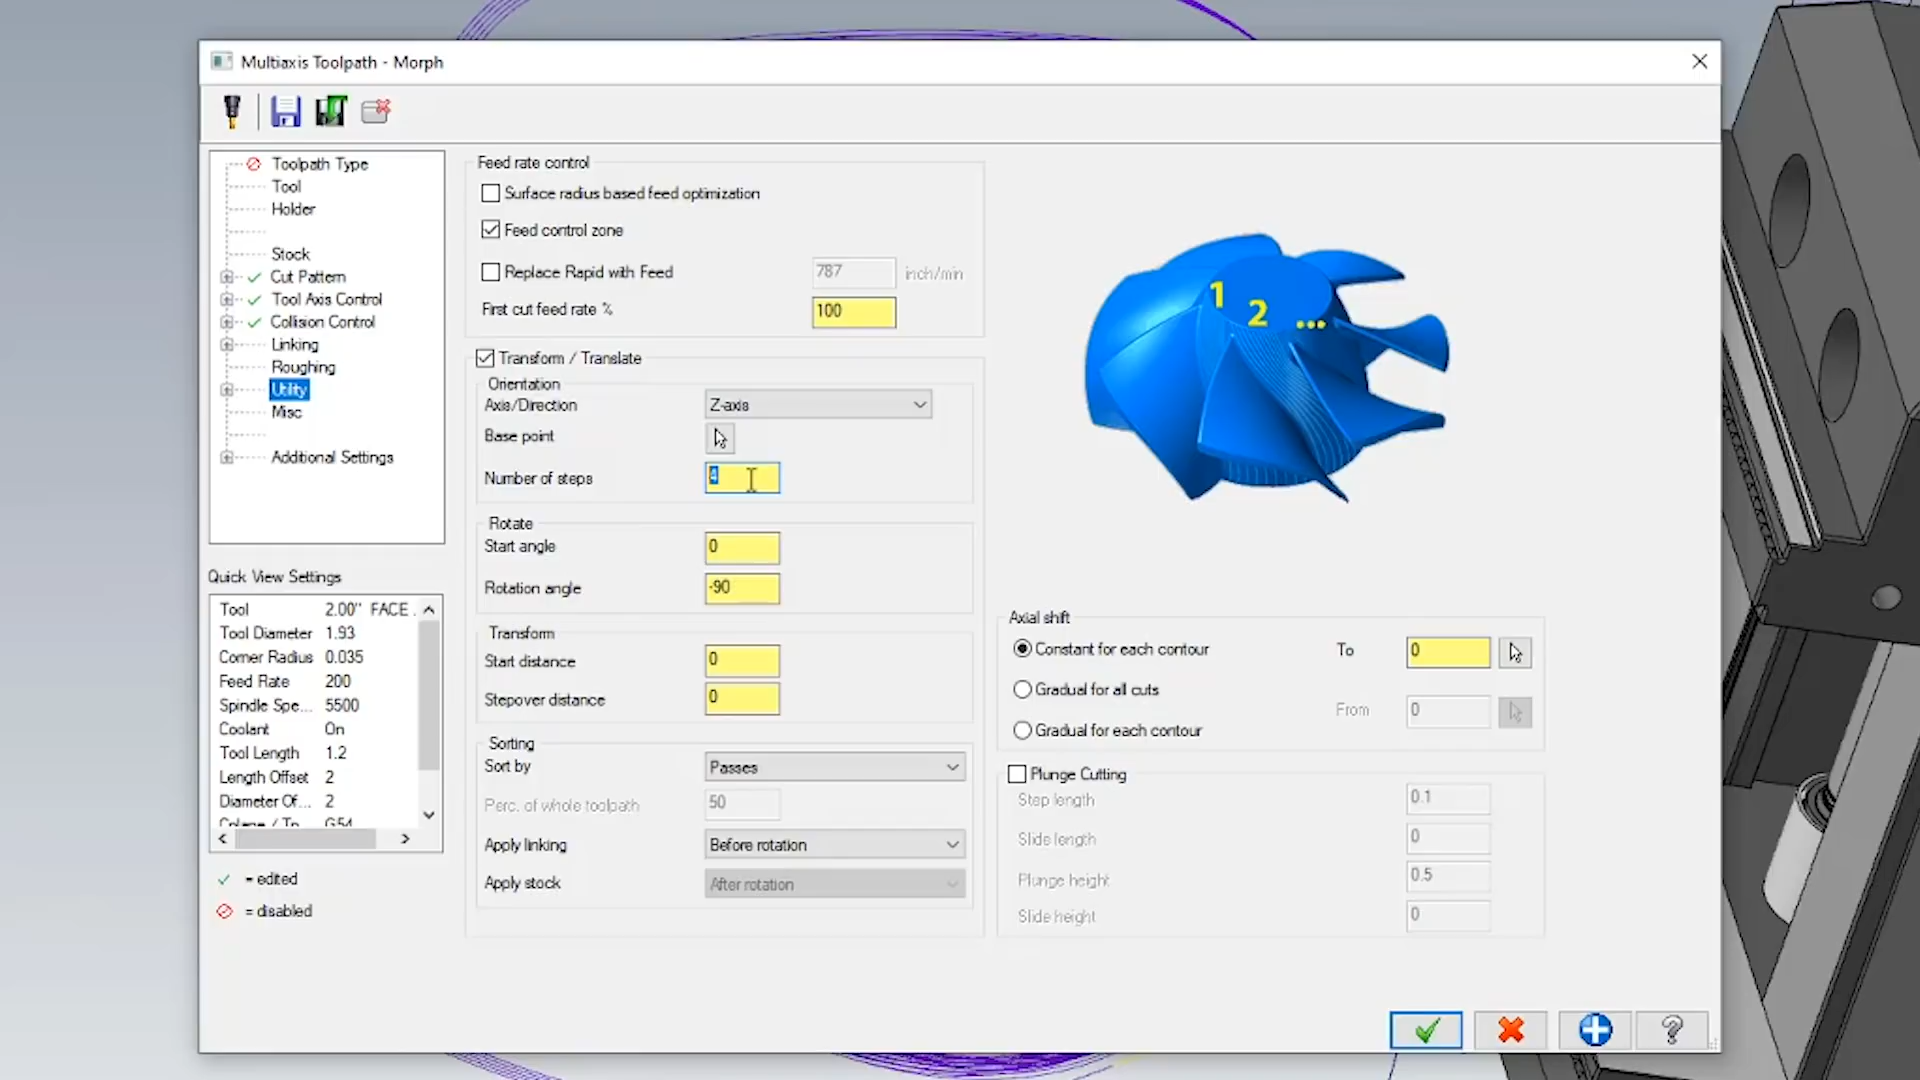 Multiaxis Toolpath - Morph
Toolpath Type
Tool
Holder
Stock
Cut Pattern
Tool Axis Control
Collision Control
Linking
Roughing
Utility
Misc
Additional Settings
Quick View Settings
Tool 2.00" FACE .
Tool Diameter 1.93
Corner Radius 0.035
Feed Rate 200
Spindle Spe... 5500
Coolant On
Tool Length 1.2
Length Offset 2
Diameter Of... 2
Cplane / Tp G54
= edited
= disabled
Feed rate control
Surface radius based feed optimization
Feed control zone
Replace Rapid with Feed 787 inch/min
First cut feed rate % 100
Transform / Translate
Orientation
Axis/Direction Z-axis
Base point
Number of steps 4
Rotate
Start angle 0
Rotation angle -90
Transform
Start distance 0
Stepover distance 0
Sorting
Sort by Passes
Perc. of whole toolpath 50
Apply linking Before rotation
Apply stock After rotation
1 2 ...
Axial shift
Constant for each contour To 0
Gradual for all cuts
From 0
Gradual for each contour
Plunge Cutting
Step length 0.1
Slide length 0
Plunge height 0.5
Slide height 0